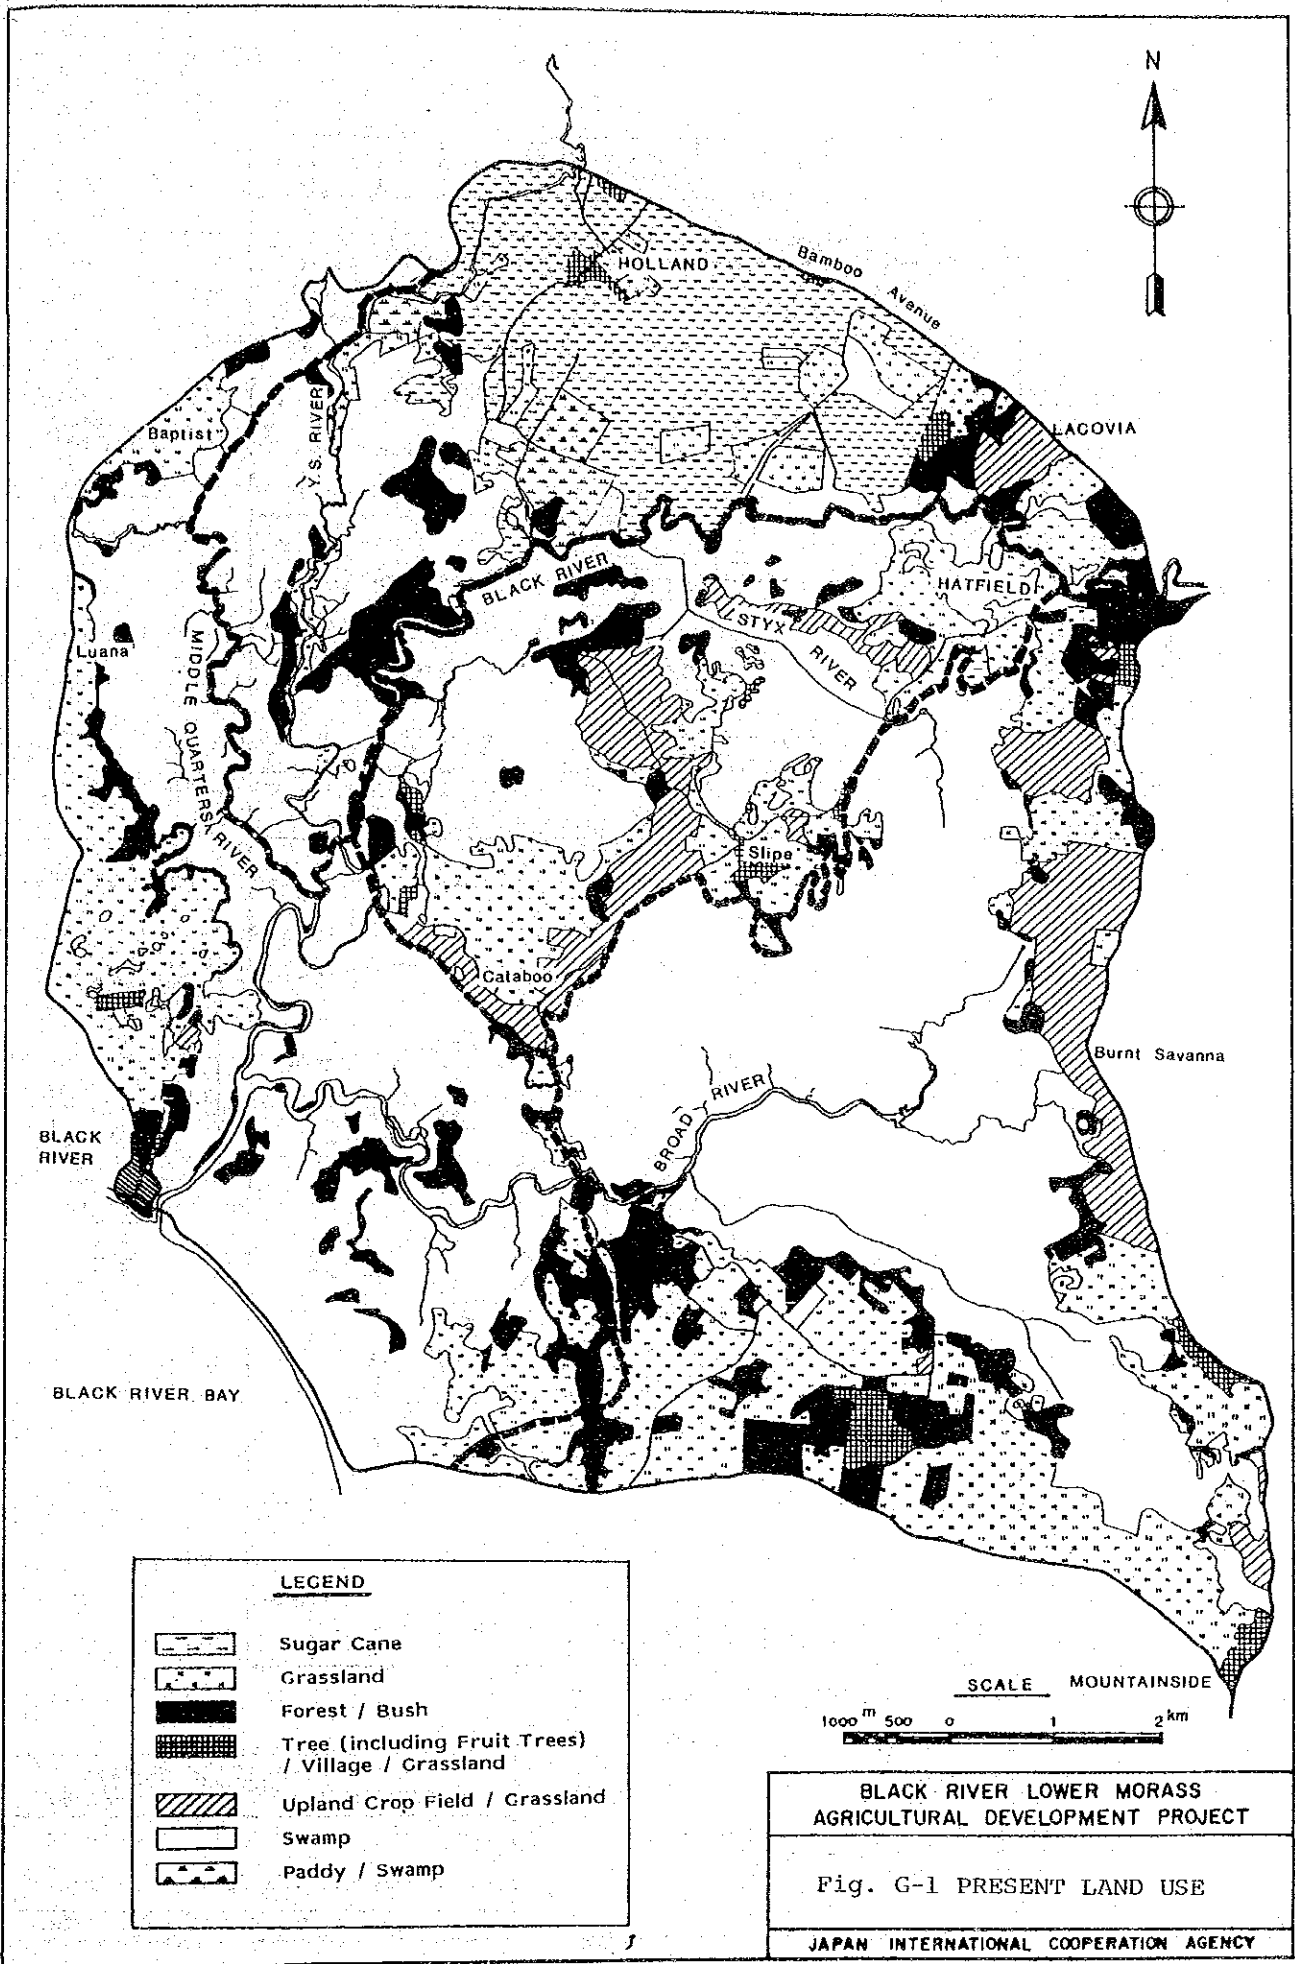 N
HOLLAND
Bamboo
Avenue
LACOVIA
Baptist
Y. S. RIVER
BLACK RIVER
HATFIELD
STYX
RIVER
Luana
MIDDLE QUARTERS RIVER
Slipe
Cataboo
Burnt Savanna
BROAD RIVER
BLACK
RIVER
BLACK RIVER BAY
LEGEND
Sugar Cane
Grassland
Forest / Bush
Tree (including Fruit Trees)
/ Village / Grassland
Upland Crop Field / Grassland
Swamp
Paddy / Swamp
SCALE
MOUNTAINSIDE
1000 m 500 0 1 2 km
BLACK RIVER LOWER MORASS
AGRICULTURAL DEVELOPMENT PROJECT
Fig. G-1 PRESENT LAND USE
JAPAN INTERNATIONAL COOPERATION AGENCY